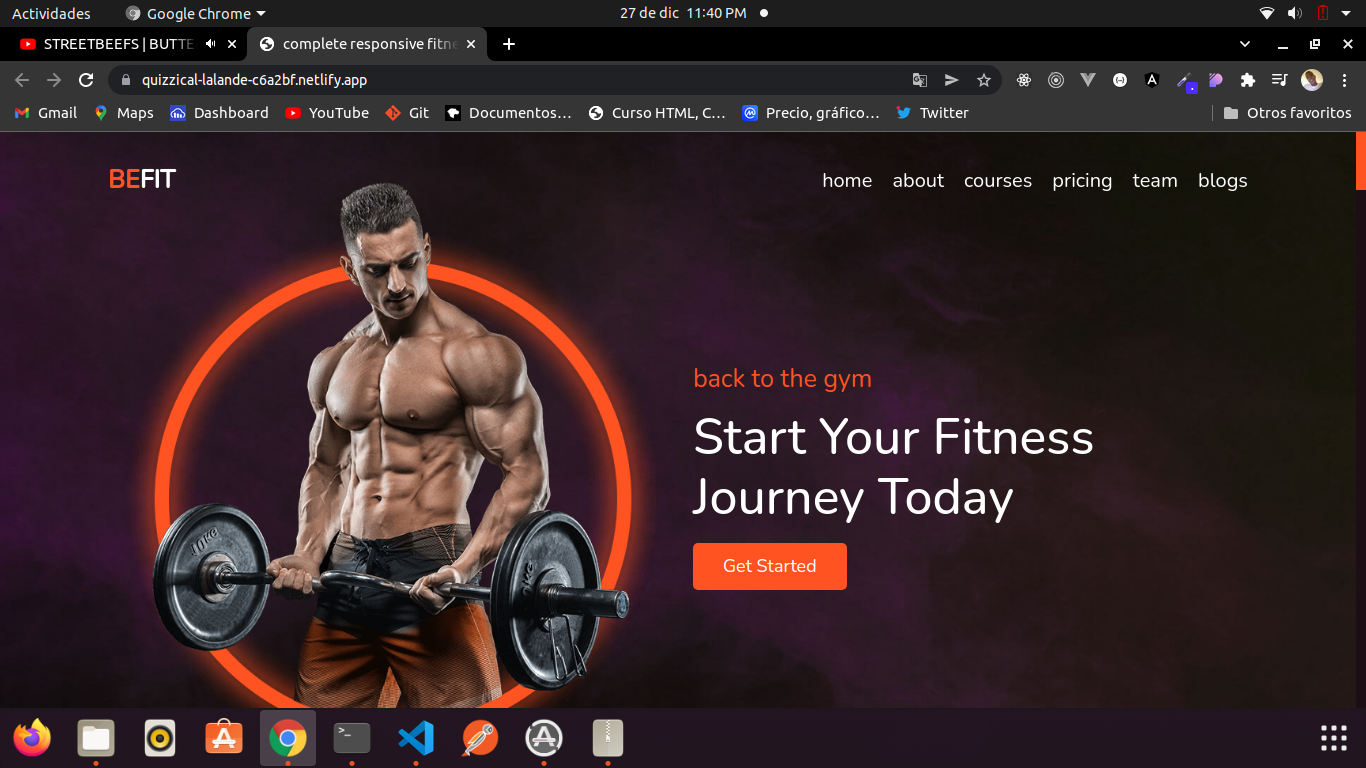 Actividades
Google Chrome
27 de dic 11:40 PM
STREETBEEFS | BUTTE
complete responsive fitne
quizzical-lalande-c6a2bf.netlify.app
Gmail
Maps
Dashboard
YouTube
Git
Documentos...
Curso HTML, C...
Precio, gráfico...
Twitter
Otros favoritos
BEFIT
home
about
courses
pricing
team
blogs
back to the gym
Start Your Fitness
Journey Today
Get Started
10KG